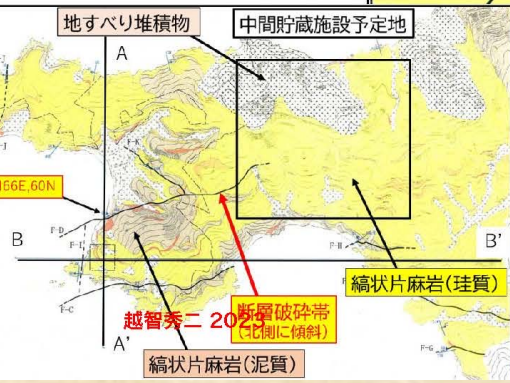 地すべり堆積物
中間貯蔵施設予定地
A
F-K
N66E,60N
F-D
B
B'
F-I
F-H
F-C
縞状片麻岩(珪質)
越智秀二 2023
断層破砕帯
(北側に傾斜)
F-G
A'
縞状片麻岩(泥質)